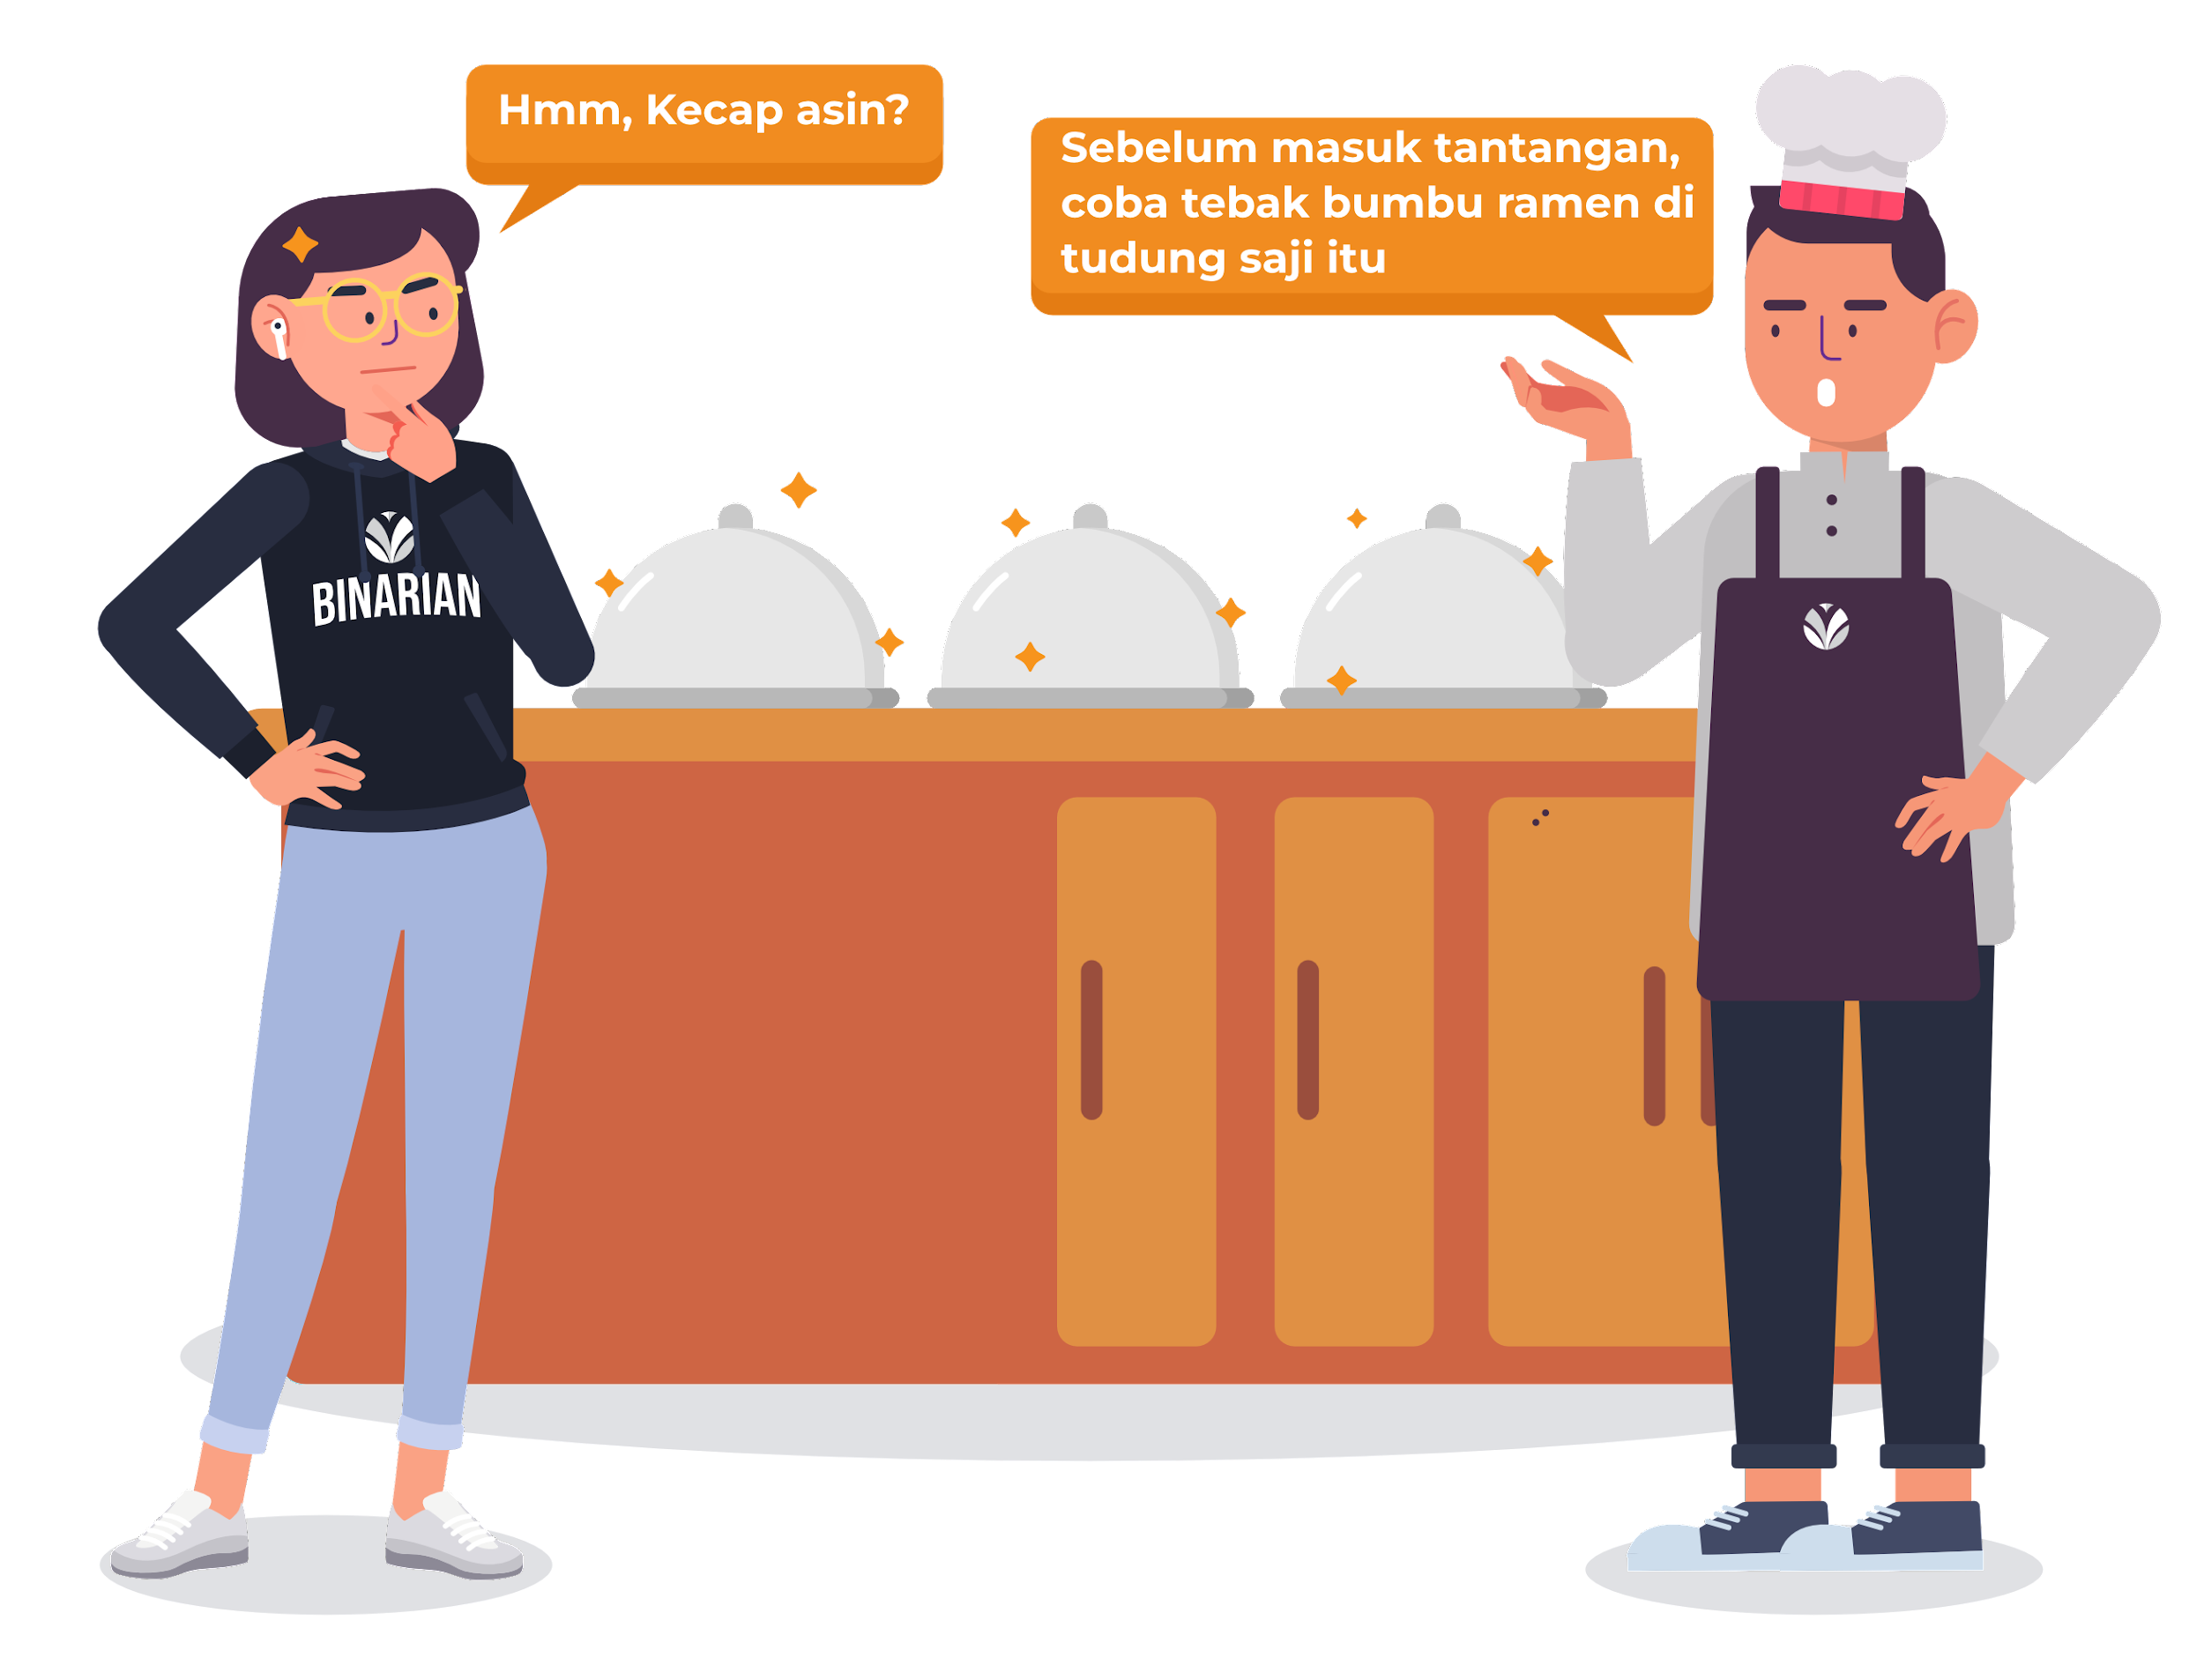 Hmm, Kecap asin?
Sebelum masuk tantangan,
coba tebak bumbu ramen di
tudung saji itu
BINARIAN